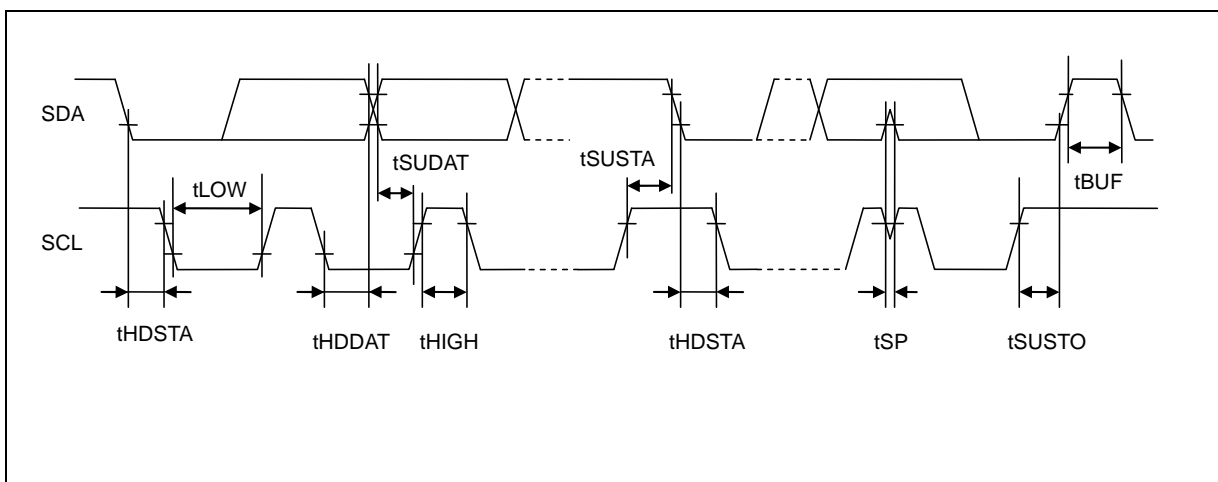 SDA
tSUDAT
tSUSTA
tLOW
tBUF
SCL
tHDSTA
tHDDAT
tHIGH
tHDSTA
tSP
tSUSTO